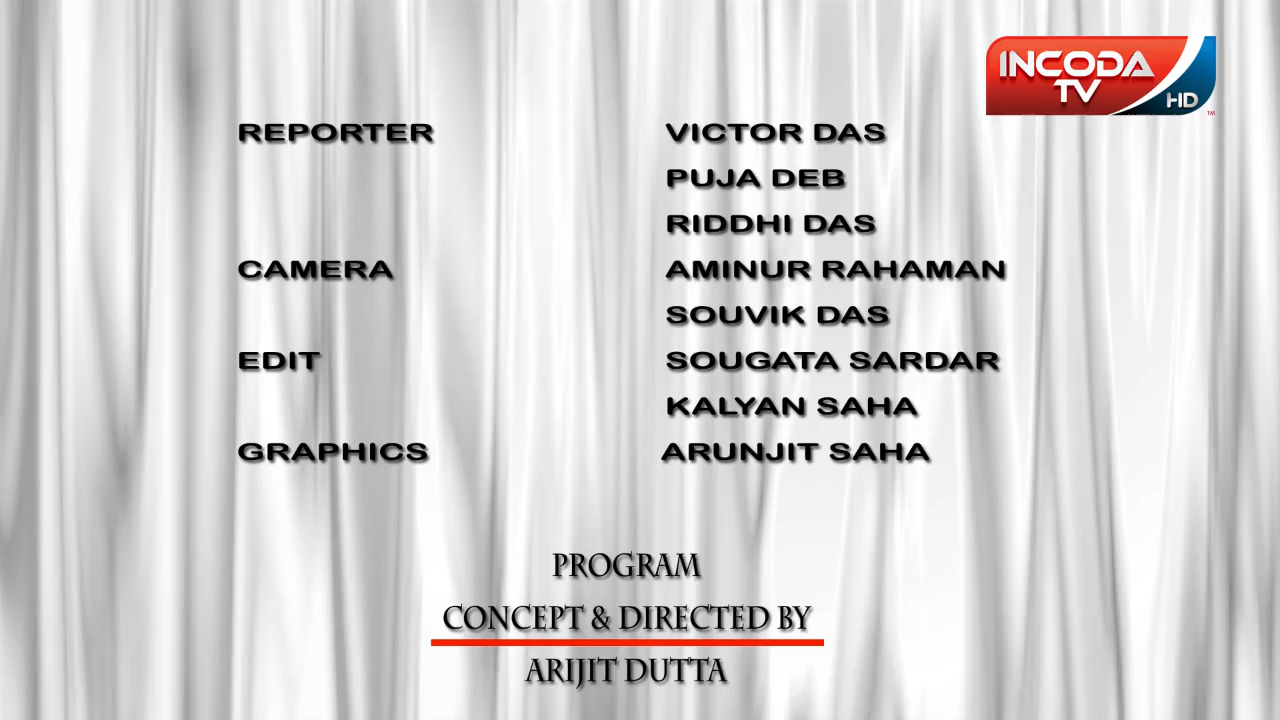 INCODA
TV
HD
TM
REPORTER VICTOR DAS
PUJA DEB
RIDDHI DAS
CAMERA AMINUR RAHAMAN
SOUVIK DAS
EDIT SOUGATA SARDAR
KALYAN SAHA
GRAPHICS ARUNJIT SAHA
PROGRAM
CONCEPT & DIRECTED BY
ARIJIT DUTTA